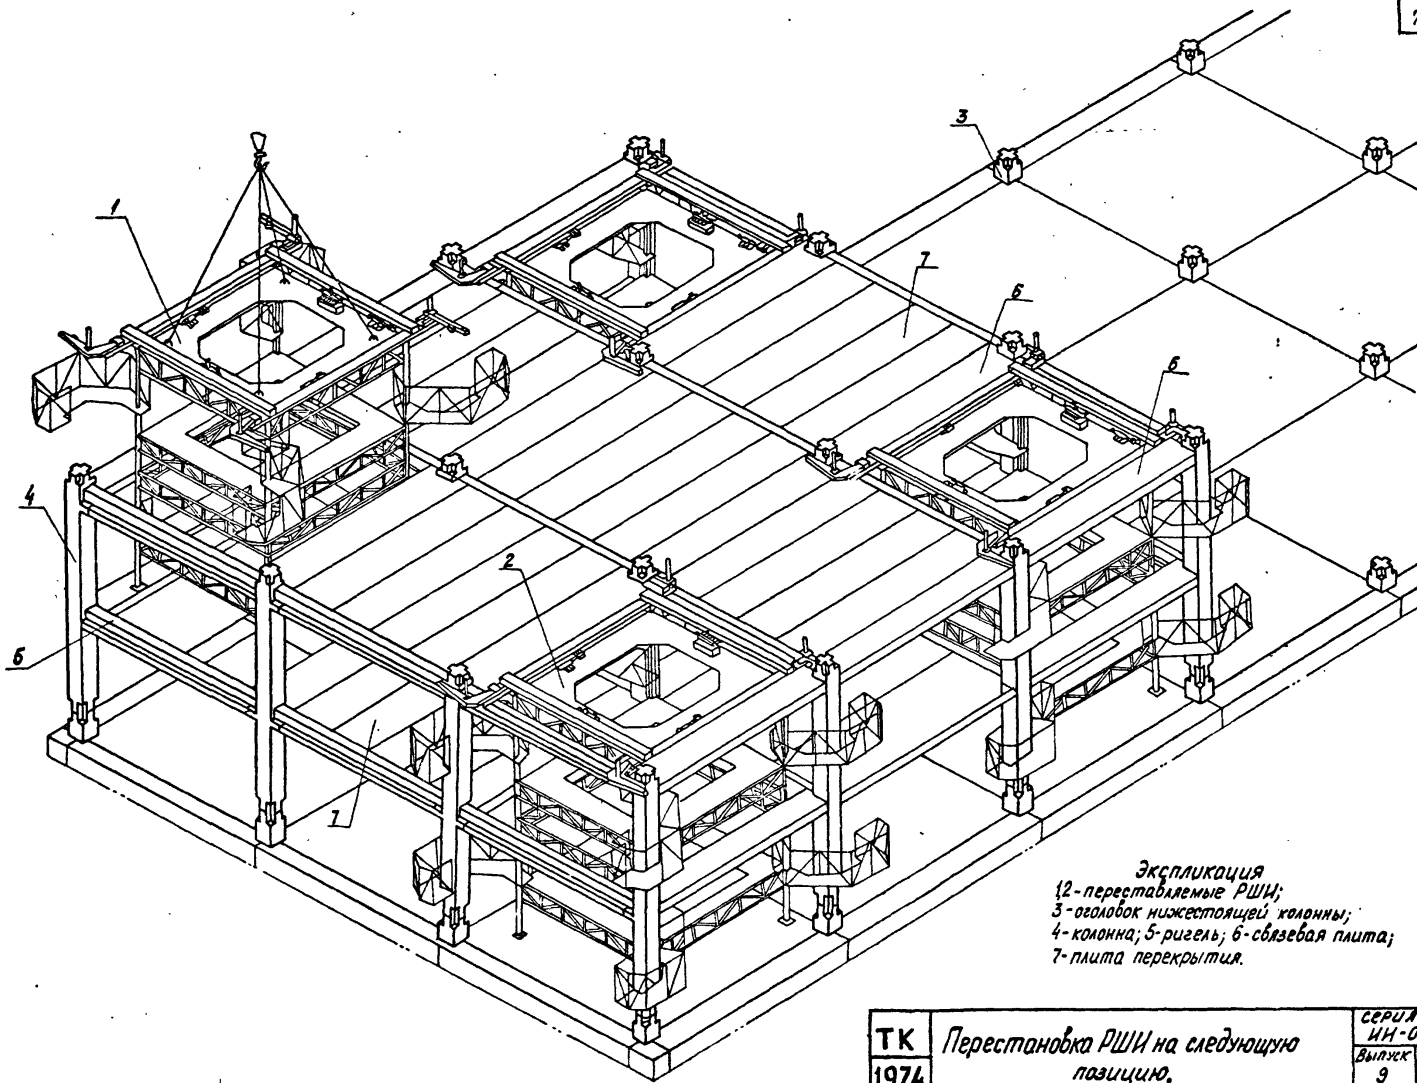 3
1
7
6
6
4
2
5
7
Экспликация
1,2-переставляемые РШИ;
3-оголовок нижестоящей колонны;
4-колонна; 5-ригель; 6-связевая плита;
7-плита перекрытия.
ТК
1974
Перестановка РШИ на следующую
позицию.
Выпуск
9